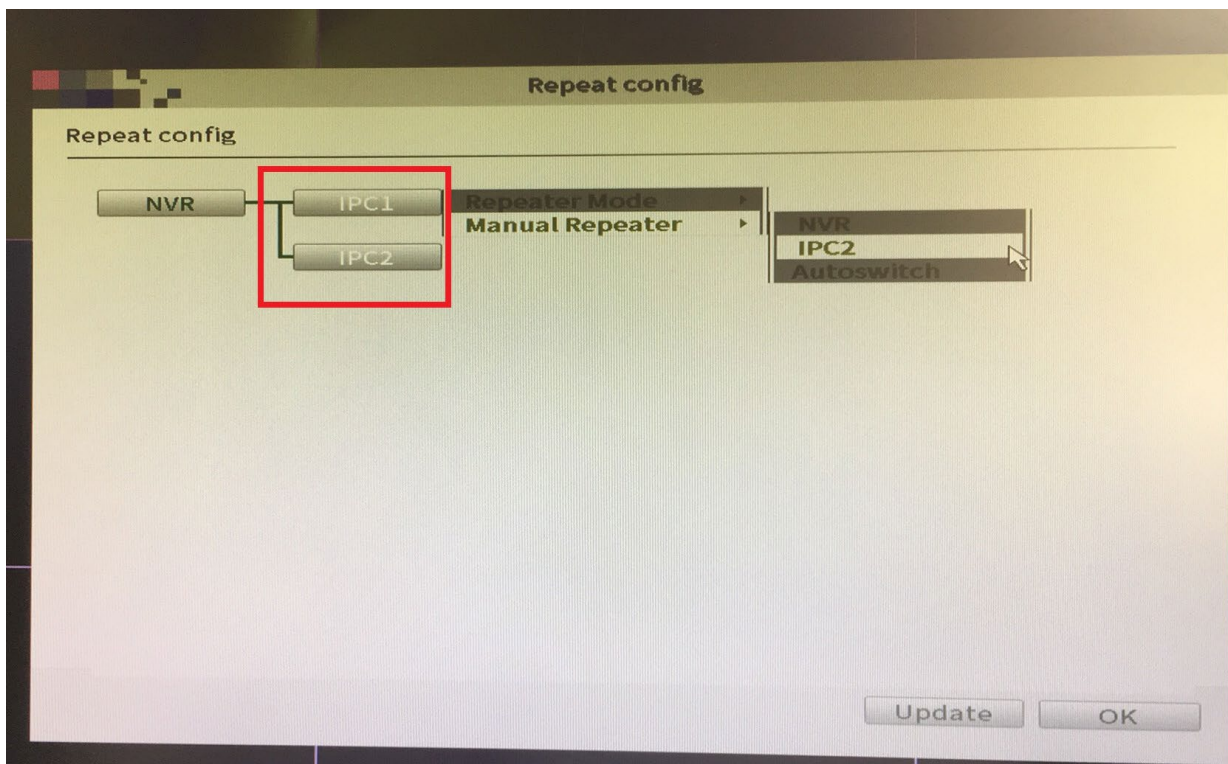 Repeat config
Repeat config
NVR IPC1 Repeater Mode
Manual Repeater NVR
IPC2 IPC2
Autoswitch
Update OK